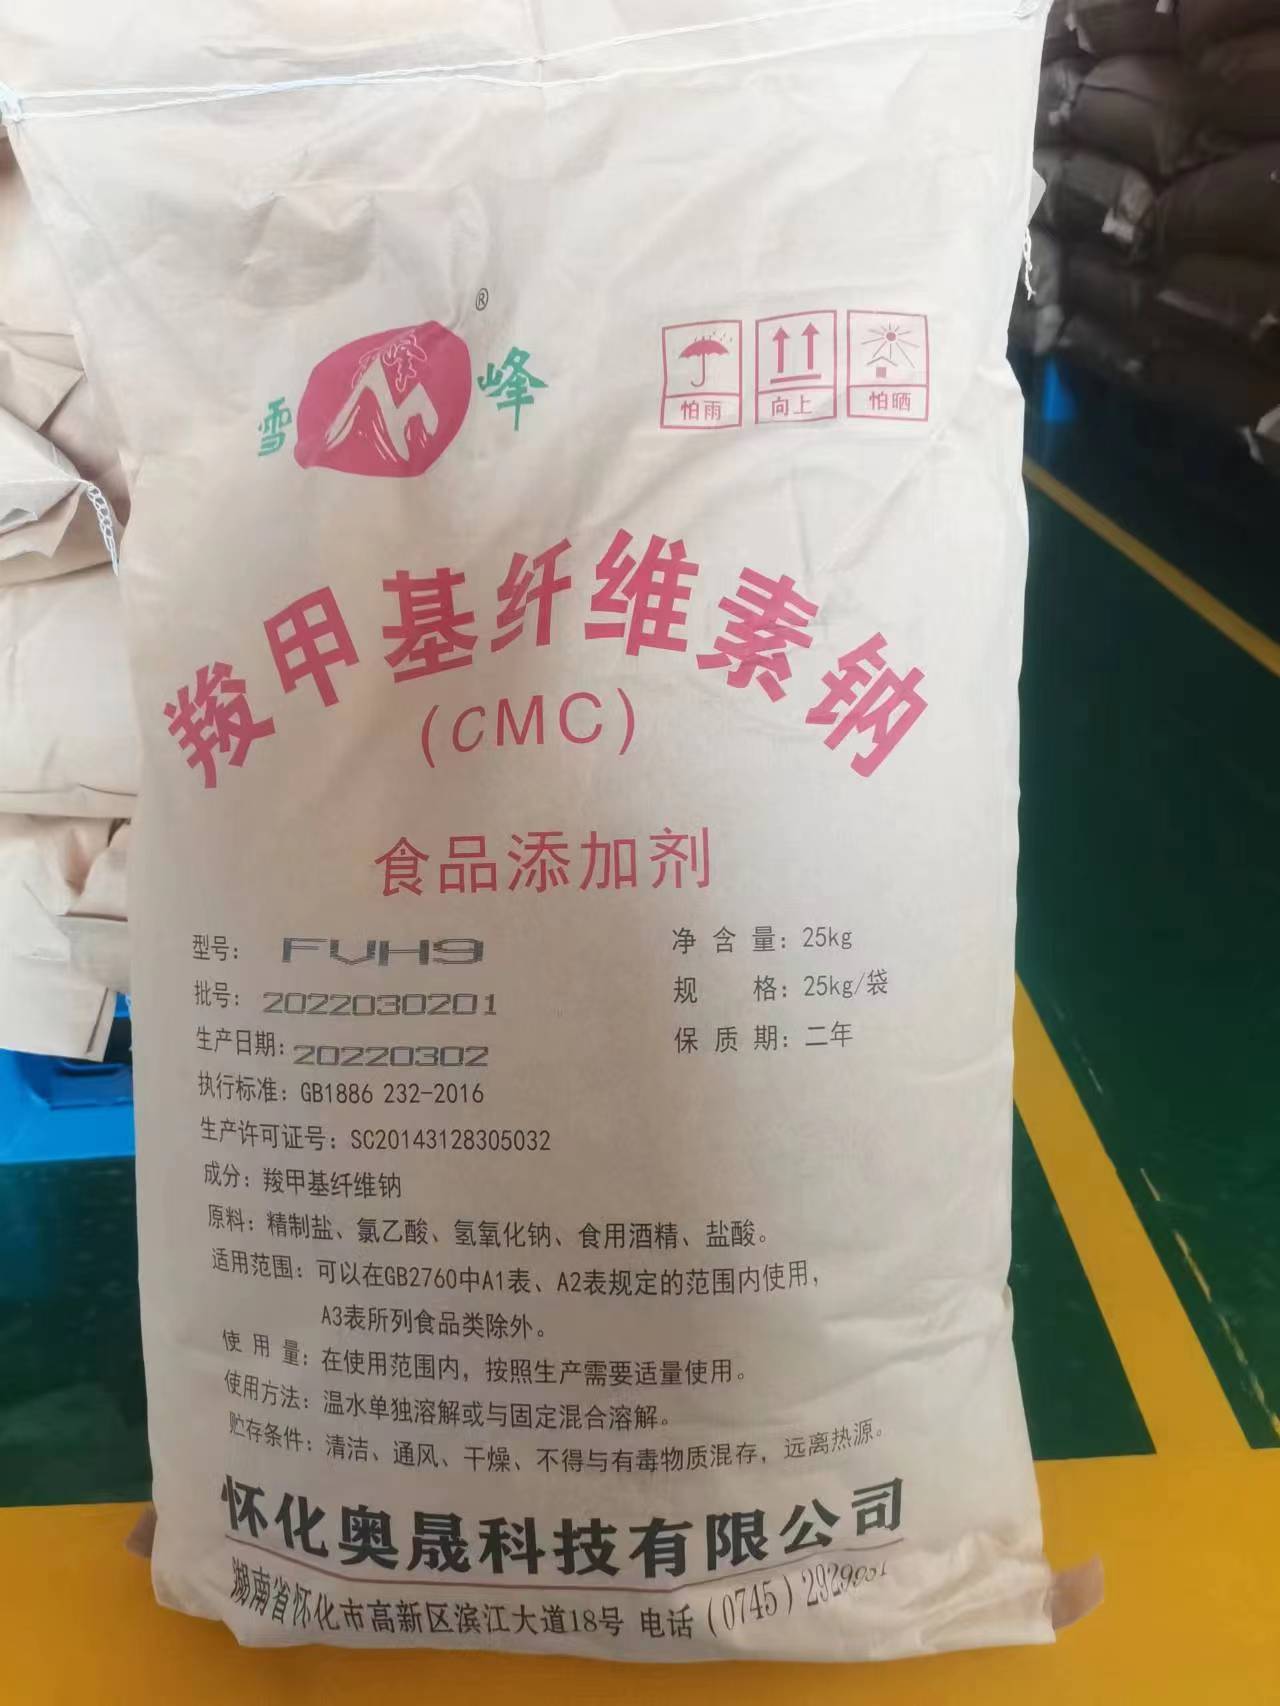 雪峰®
怕雨 向上 怕晒
羧甲基纤维素钠
(CMC)
食品添加剂
型号: FVH9
批号: 2022030201
生产日期: 20220302
执行标准: GB1886 232-2016
生产许可证号: SC20143128305032
净含量: 25kg
规 格: 25kg/袋
保质期: 二年
成分: 羧甲基纤维钠
原料: 精制盐、氯乙酸、氢氧化钠、食用酒精、盐酸。
适用范围: 可以在GB2760中A1表、A2表规定的范围内使用,
A3表所列食品类除外。
使用量: 在使用范围内, 按照生产需要适量使用。
使用方法: 温水单独溶解或与固定混合溶解。
贮存条件: 清洁、通风、干燥、不得与有毒物质混存, 远离热源。
怀化奥晟科技有限公司
湖南省怀化市高新区滨江大道18号 电话 (0745)